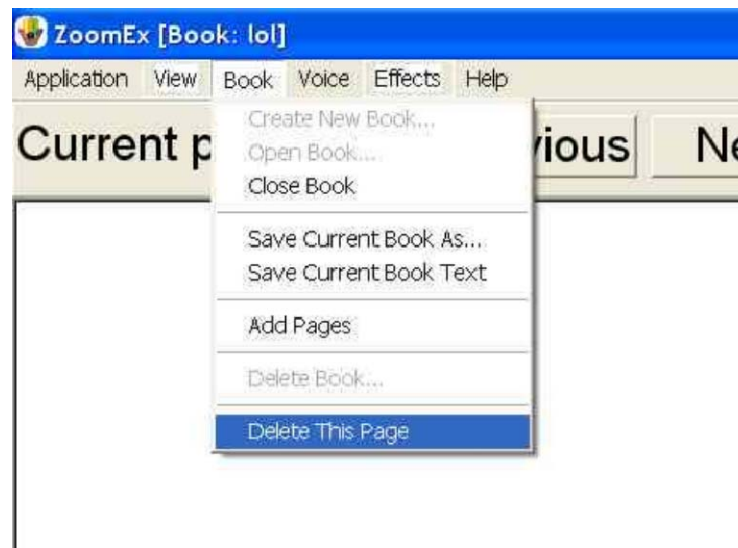 ZoomEx [Book: lol]
Application View Book Voice Effects Help
Current p
ious
Ne
Create New Book...
Open Book....
Close Book
Save Current Book As...
Save Current Book Text
Add Pages
Delete Book...
Delete This Page